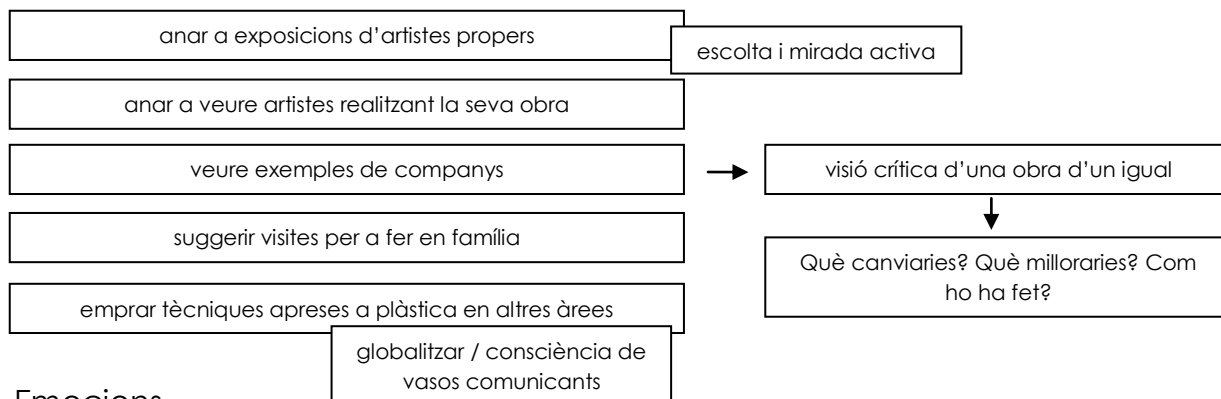 anar a exposicions d'artistes propers
escolta i mirada activa
anar a veure artistes realitzant la seva obra
veure exemples de companys
visió crítica d'una obra d'un igual
suggerir visites per a fer en família
Què canviaries? Què milloraries? Com
ho ha fet?
emprar tècniques apreses a plàstica en altres àrees
globalitzar / consciència de
vasos comunicants
Emocions